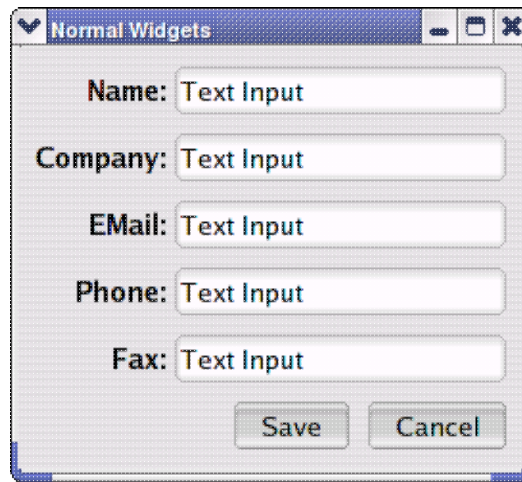 Normal Widgets
Name: Text Input
Company: Text Input
EMail: Text Input
Phone: Text Input
Fax: Text Input
Save Cancel